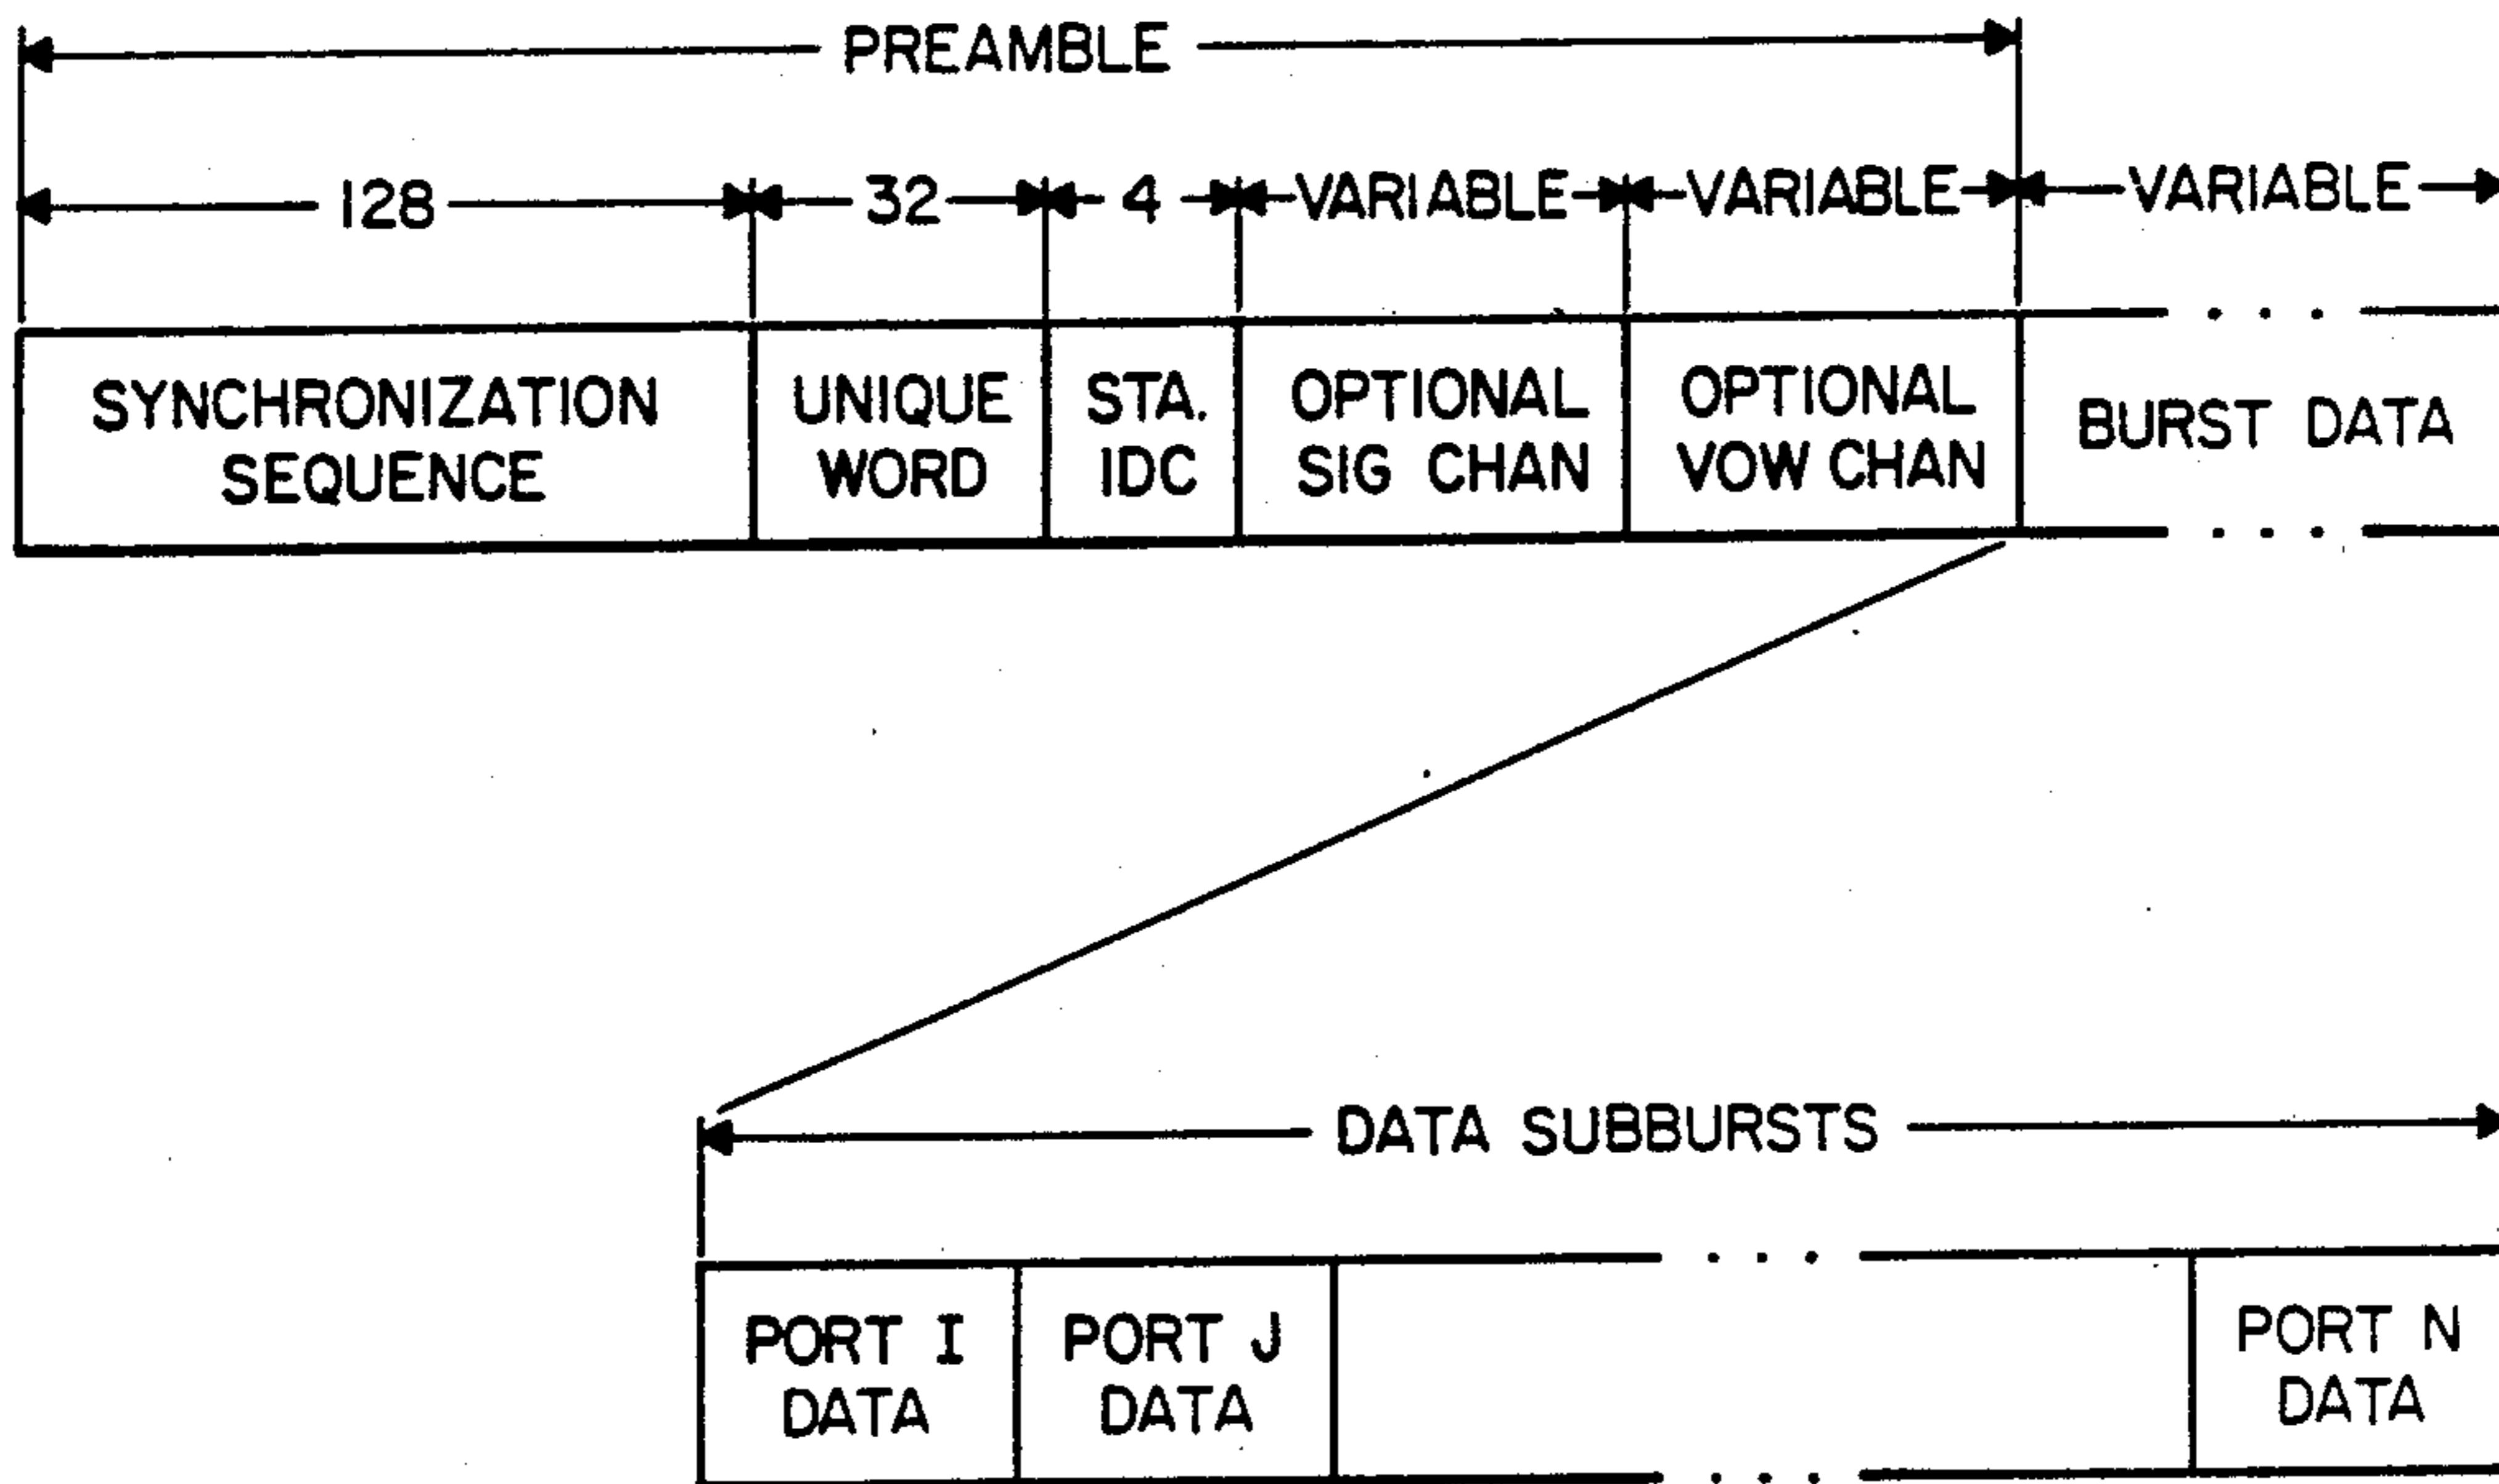 PREAMBLE
128 32 4 VARIABLE VARIABLE VARIABLE
SYNCHRONIZATION SEQUENCE
UNIQUE WORD
STA. IDC
OPTIONAL SIG CHAN
OPTIONAL VOW CHAN
BURST DATA
DATA SUBBURSTS
PORT I DATA
PORT J DATA
PORT N DATA